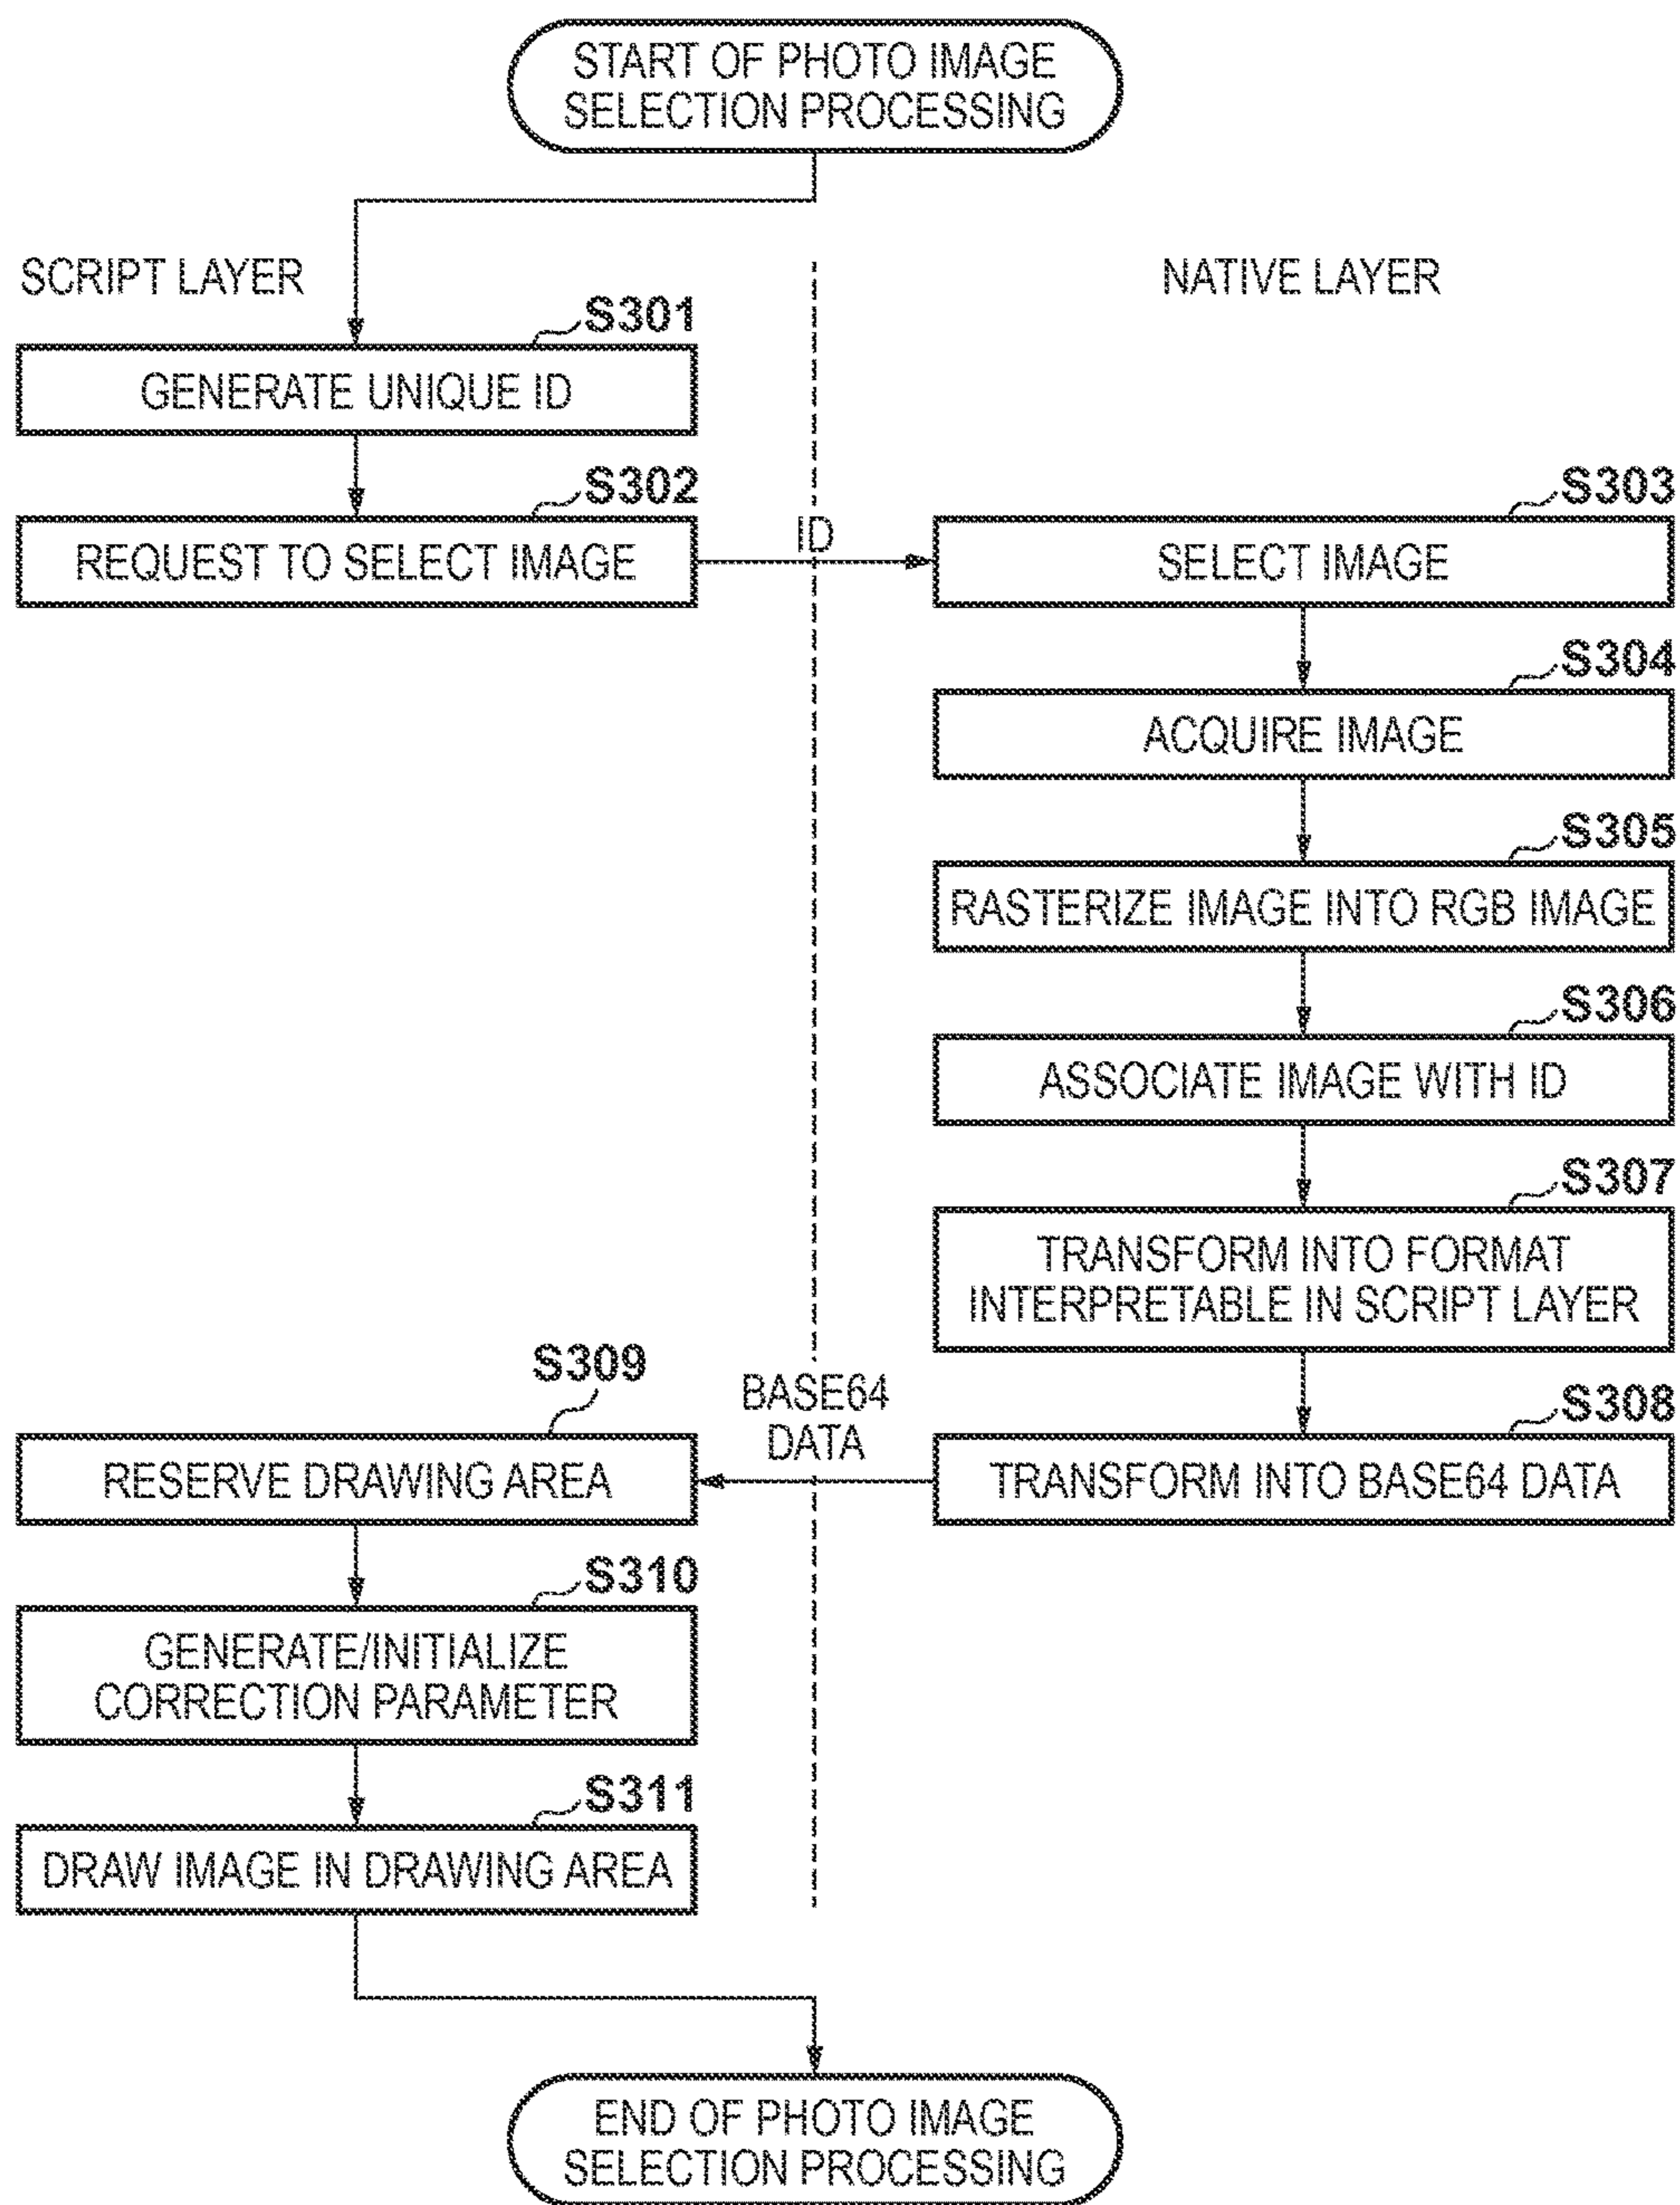 START OF PHOTO IMAGE
SELECTION PROCESSING
SCRIPT LAYER
NATIVE LAYER
S301
GENERATE UNIQUE ID
S302
REQUEST TO SELECT IMAGE
ID
S303
SELECT IMAGE
S304
ACQUIRE IMAGE
S305
RASTERIZE IMAGE INTO RGB IMAGE
S306
ASSOCIATE IMAGE WITH ID
S307
TRANSFORM INTO FORMAT
INTERPRETABLE IN SCRIPT LAYER
S308
TRANSFORM INTO BASE64 DATA
BASE64
DATA
S309
RESERVE DRAWING AREA
S310
GENERATE/INITIALIZE
CORRECTION PARAMETER
S311
DRAW IMAGE IN DRAWING AREA
END OF PHOTO IMAGE
SELECTION PROCESSING